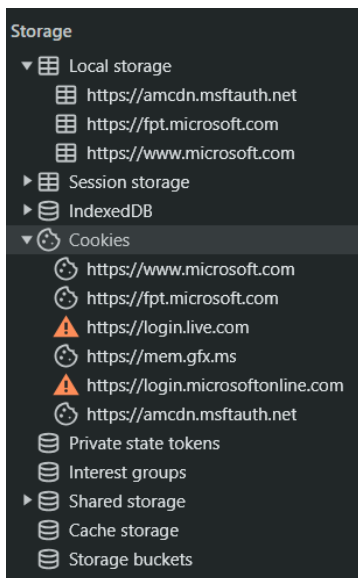 Storage
Local storage
https://amcdn.msftauth.net
https://fpt.microsoft.com
https://www.microsoft.com
Session storage
IndexedDB
Cookies
https://www.microsoft.com
https://fpt.microsoft.com
https://login.live.com
https://mem.gfx.ms
https://login.microsoftonline.com
https://amcdn.msftauth.net
Private state tokens
Interest groups
Shared storage
Cache storage
Storage buckets